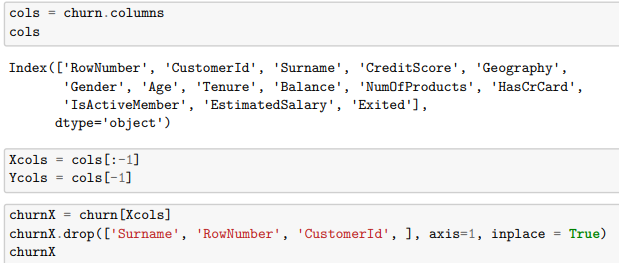 cols = churn.columns
cols
Index(['RowNumber', 'CustomerId', 'Surname', 'CreditScore', 'Geography',
'Gender', 'Age', 'Tenure', 'Balance', 'NumOfProducts', 'HasCrCard',
'IsActiveMember', 'EstimatedSalary', 'Exited'],
dtype='object')
Xcols = cols[:-1]
Ycols = cols[-1]
churnX = churn[Xcols]
churnX.drop(['Surname', 'RowNumber', 'CustomerId', ], axis=1, inplace = True)
churnX